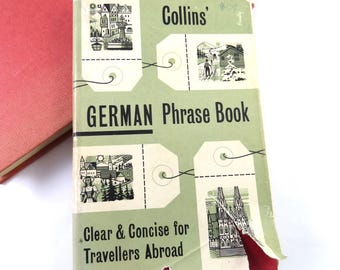 Collins'
GERMAN Phrase Book
Clear & Concise for
Travellers Abroad